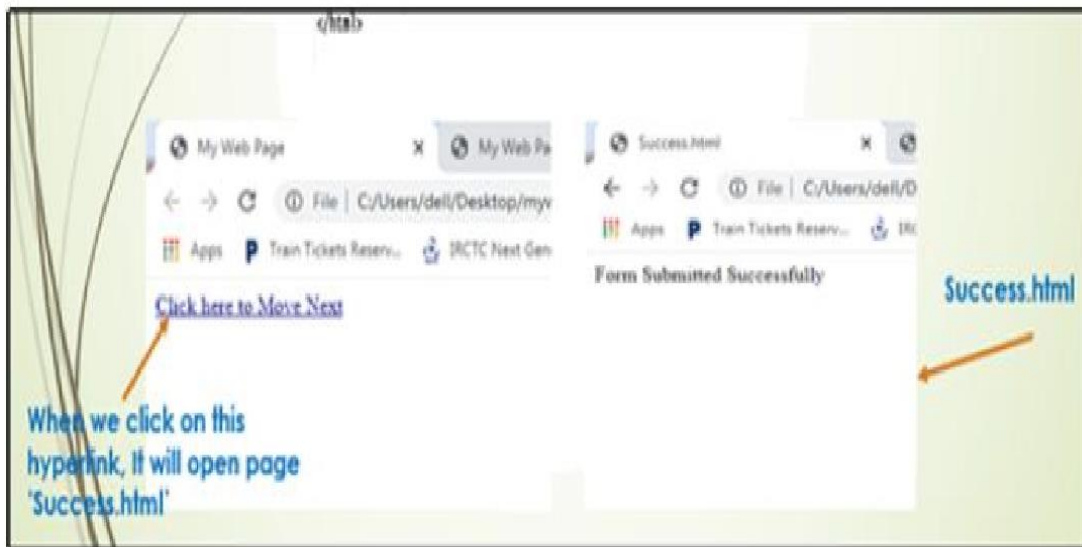 </html>
My Web Page
My Web Pa
File | C:/Users/dell/Desktop/myv
Apps
Train Tickets Reserv...
IRCTC Next Gen
Click here to Move Next
When we click on this
hyperlink, It will open page
'Success.html'
Success.html
File | C:/Users/dell/D
Apps
Train Tickets Reserv...
IRC
Form Submitted Successfully
Success.html